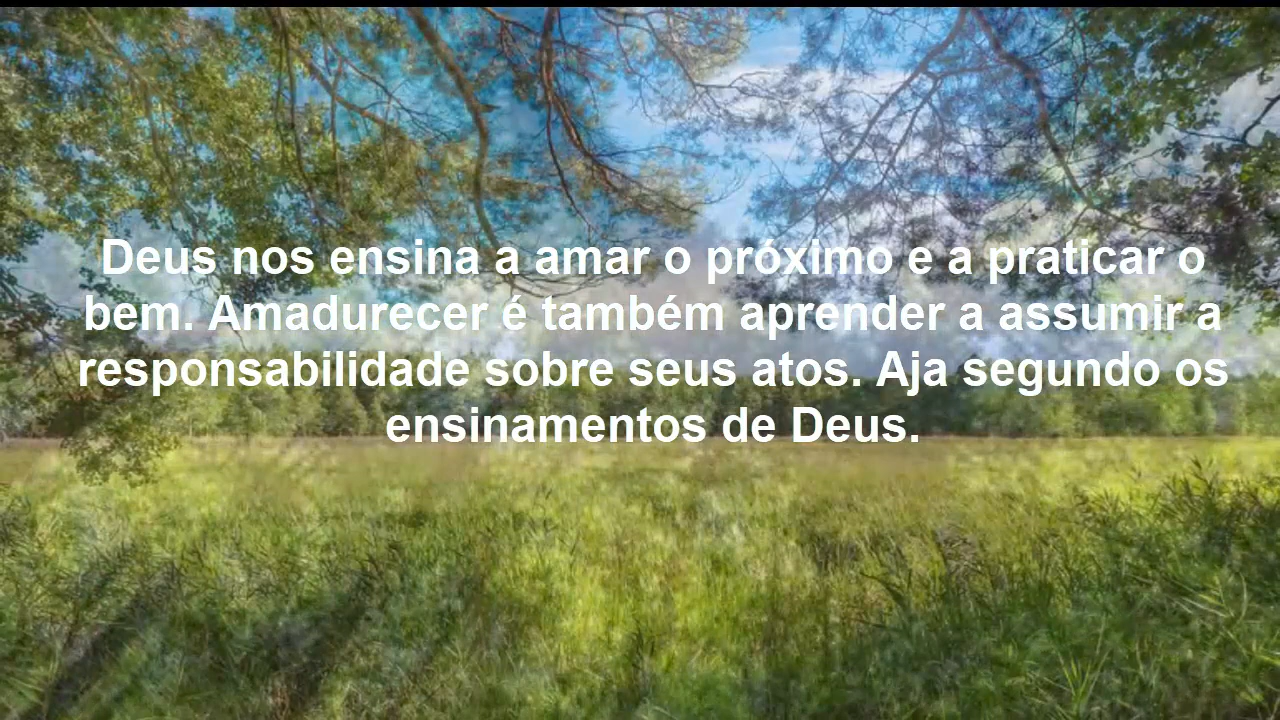 Deus nos ensina a amar o próximo e a praticar o
bem. Amadurecer é também aprender a assumir a
responsabilidade sobre seus atos. Aja segundo os
ensinamentos de Deus.